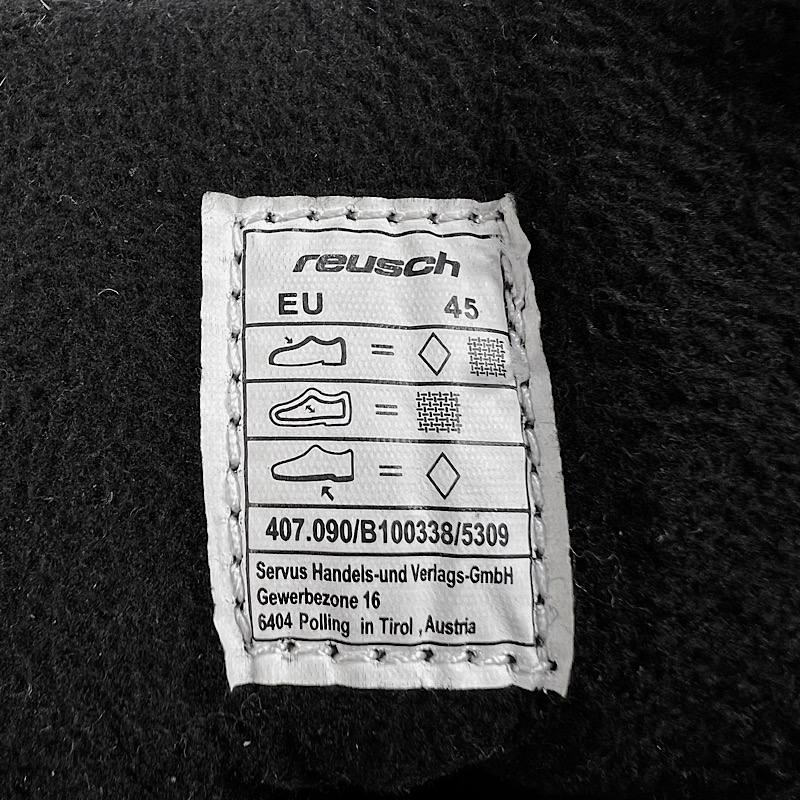 reusch
EU 45
=
=
=
407.090/B100338/5309
Servus Handels-und Verlags-GmbH
Gewerbezone 16
6404 Polling in Tirol , Austria